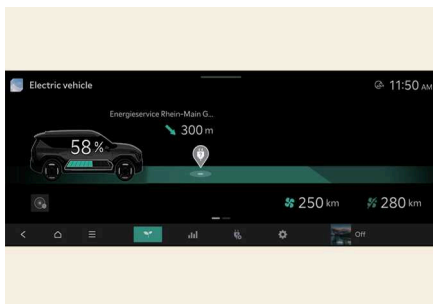 Electric vehicle
11:50 AM
Energieservice Rhein-Main G...
300 m
58 %
250 km
280 km
Off